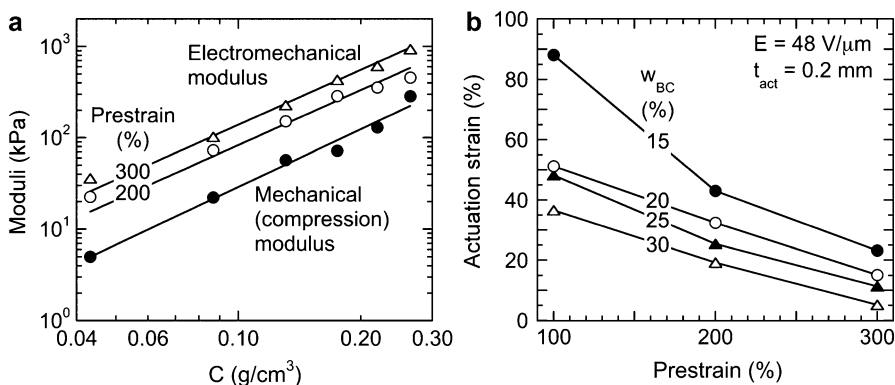 a
Moduli (kPa)
10³
10²
10¹
10⁰
Electromechanical
modulus
Prestrain
(%)
300
200
Mechanical
(compression)
modulus
0.04
0.06
0.10
0.20
0.30
C (g/cm³)
b
Actuation strain (%)
100
80
60
40
20
0
E = 48 V/μm
t_act = 0.2 mm
w_BC
(%)
15
20
25
30
100
200
300
Prestrain (%)